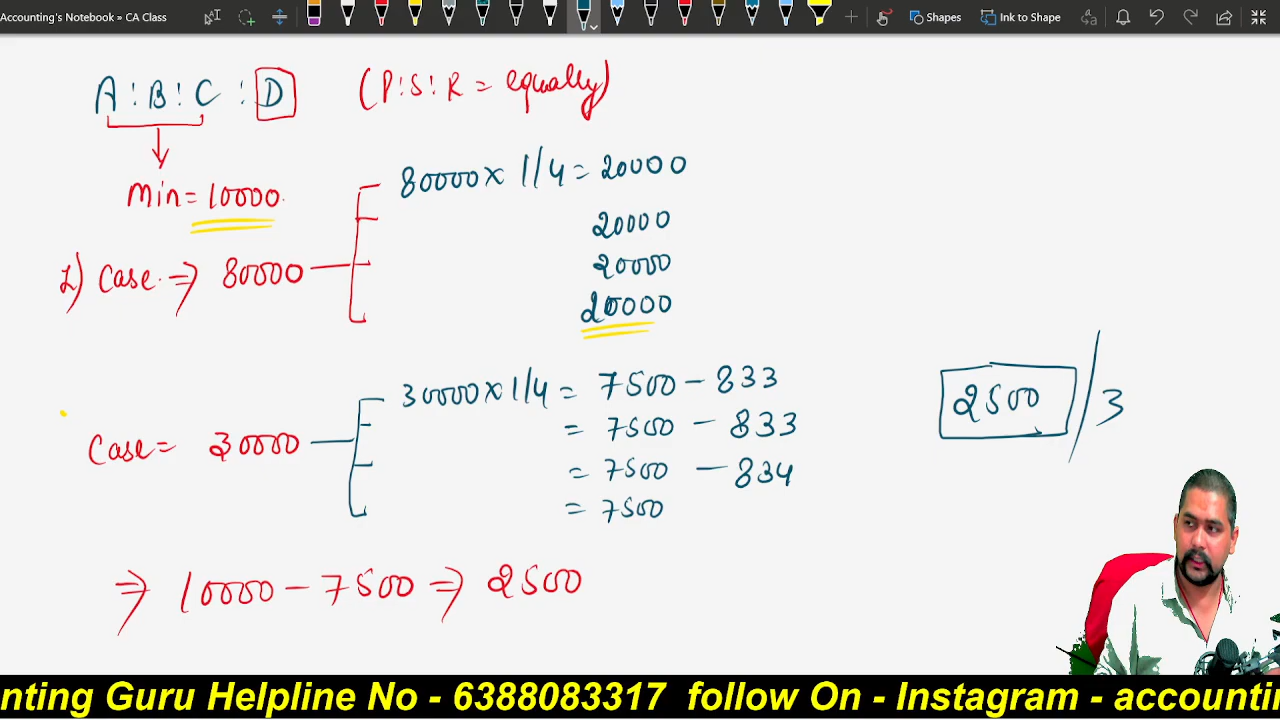 Accounting's Notebook » CA Class
Shapes
Ink to Shape
A : B : C : D
(P:S:R = equally)
Min = 10000
80000 x 1/4 = 20000
20000
20000
20000
1) Case. => 80000
30000 x 1/4 = 7500 - 833
= 7500 - 833
= 7500 - 834
= 7500
Case = 30000
2500 / 3
=> 10000 - 7500 => 2500
nting Guru Helpline No - 6388083317 follow On - Instagram - accounti